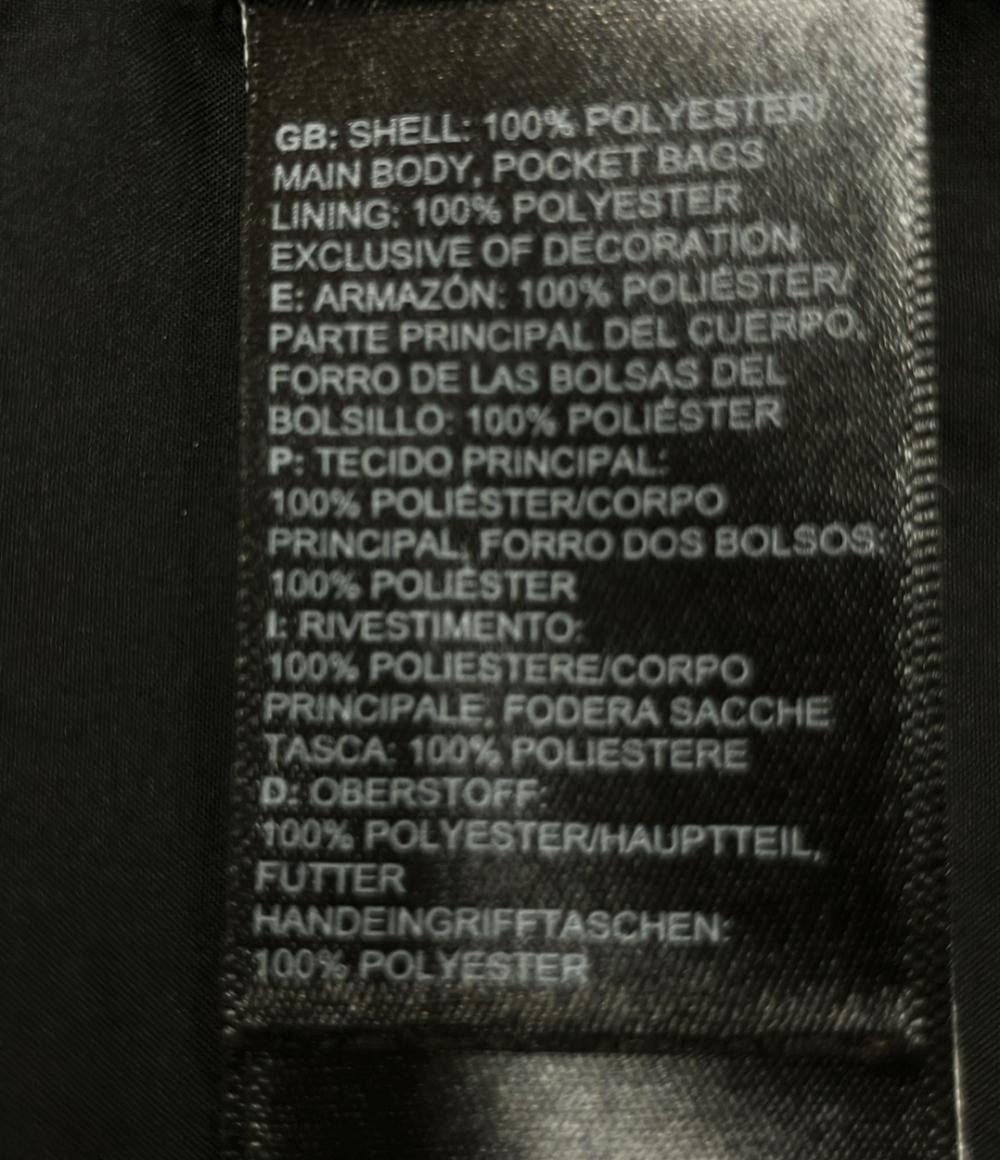 GB: SHELL: 100% POLYESTER/
MAIN BODY, POCKET BAGS
LINING: 100% POLYESTER
EXCLUSIVE OF DECORATION
E: ARMAZÓN: 100% POLIÉSTER/
PARTE PRINCIPAL DEL CUERPO,
FORRO DE LAS BOLSAS DEL
BOLSILLO: 100% POLIÉSTER
P: TECIDO PRINCIPAL:
100% POLIÉSTER/CORPO
PRINCIPAL, FORRO DOS BOLSOS:
100% POLIÉSTER
I: RIVESTIMENTO:
100% POLIESTERE/CORPO
PRINCIPALE, FODERA SACCHE
TASCA: 100% POLIESTERE
D: OBERSTOFF:
100% POLYESTER/HAUPTTEIL,
FUTTER
HANDEINGRIFFTASCHEN:
100% POLYESTER